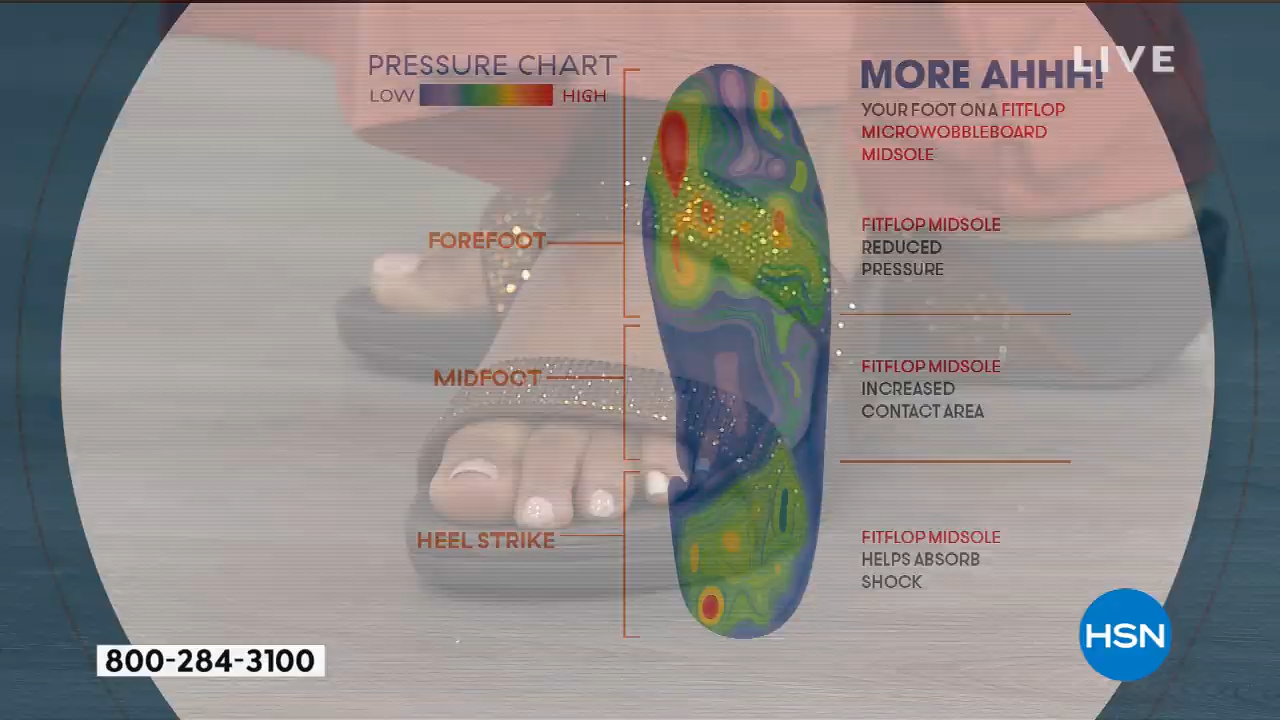 PRESSURE CHART
LOW HIGH
FOREFOOT
MIDFOOT
HEEL STRIKE
LIVE
MORE AHHH!
YOUR FOOT ON A FITFLOP
MICROWOBBLEBOARD
MIDSOLE
FITFLOP MIDSOLE
REDUCED
PRESSURE
FITFLOP MIDSOLE
INCREASED
CONTACT AREA
FITFLOP MIDSOLE
HELPS ABSORB
SHOCK
HSN
800-284-3100